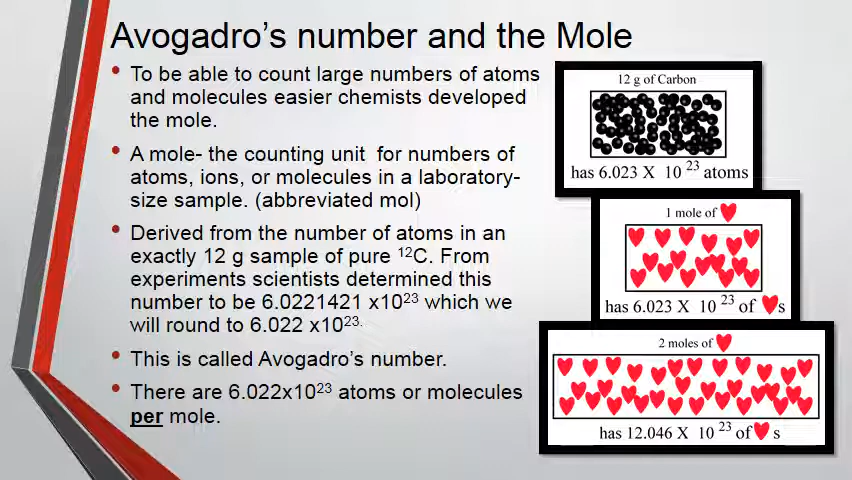 Avogadro's number and the Mole
• To be able to count large numbers of atoms
and molecules easier chemists developed
the mole.
• A mole- the counting unit for numbers of
atoms, ions, or molecules in a laboratory-
size sample. (abbreviated mol)
• Derived from the number of atoms in an
exactly 12 g sample of pure ¹²C. From
experiments scientists determined this
number to be 6.0221421 x10²³ which we
will round to 6.022 x10²³.
• This is called Avogadro's number.
• There are 6.022x10²³ atoms or molecules
per mole.
12 g of Carbon
has 6.023 X 10 ²³ atoms
1 mole of ♥
has 6.023 X 10 ²³ of ♥s
2 moles of ♥
has 12.046 X 10 ²³ of ♥ s